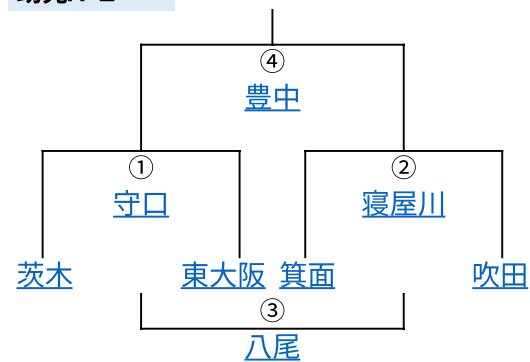 ④
豊中
① ②
守口 寝屋川
茨木 東大阪 箕面 吹田
③
八尾